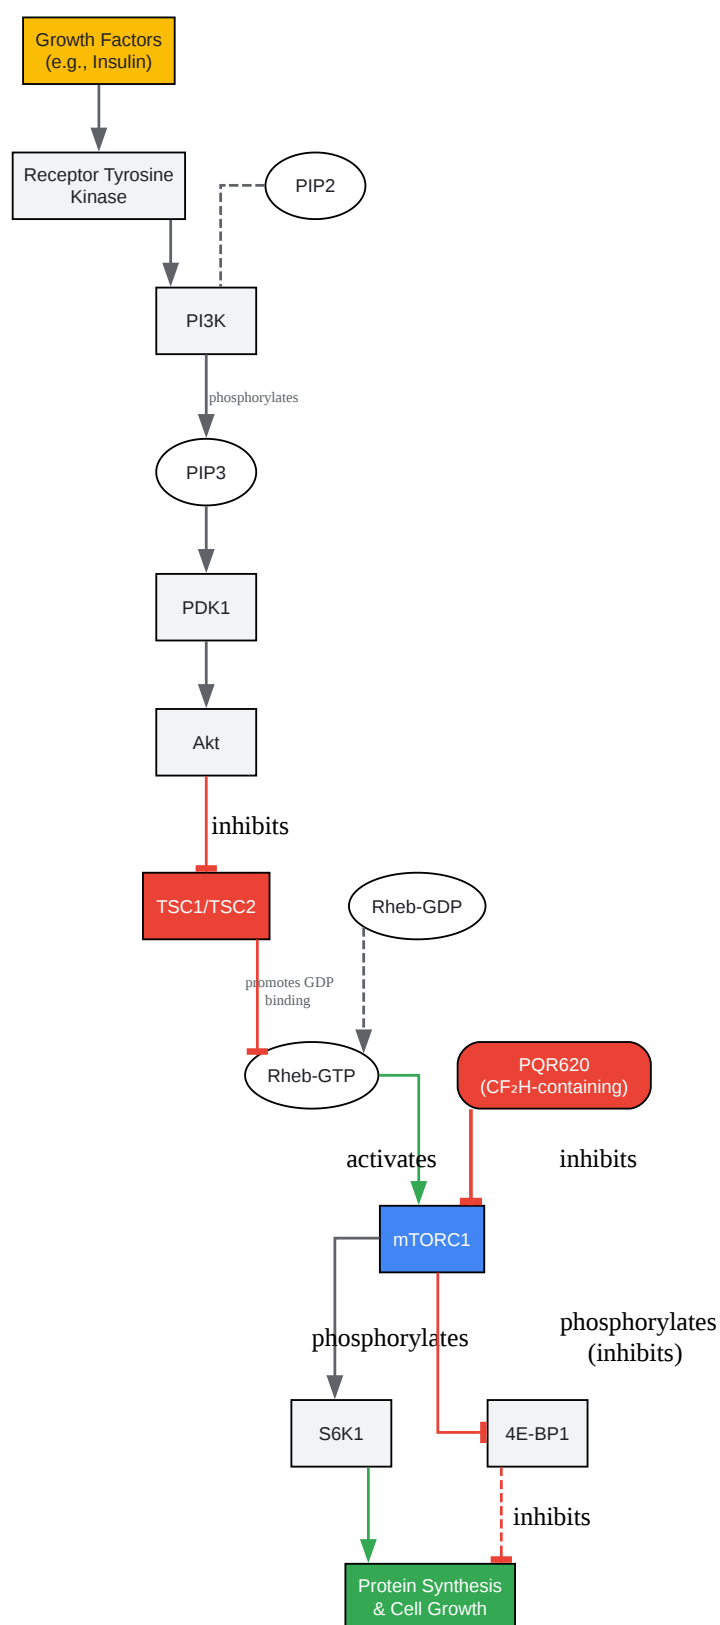 Growth Factors
(e.g., Insulin)
Receptor Tyrosine
Kinase
PIP2
PI3K
phosphorylates
PIP3
PDK1
Akt
inhibits
TSC1/TSC2
Rheb-GDP
promotes GDP
binding
Rheb-GTP
PQR620
(CF₂H-containing)
activates
inhibits
mTORC1
phosphorylates
phosphorylates
(inhibits)
S6K1
4E-BP1
inhibits
Protein Synthesis
& Cell Growth